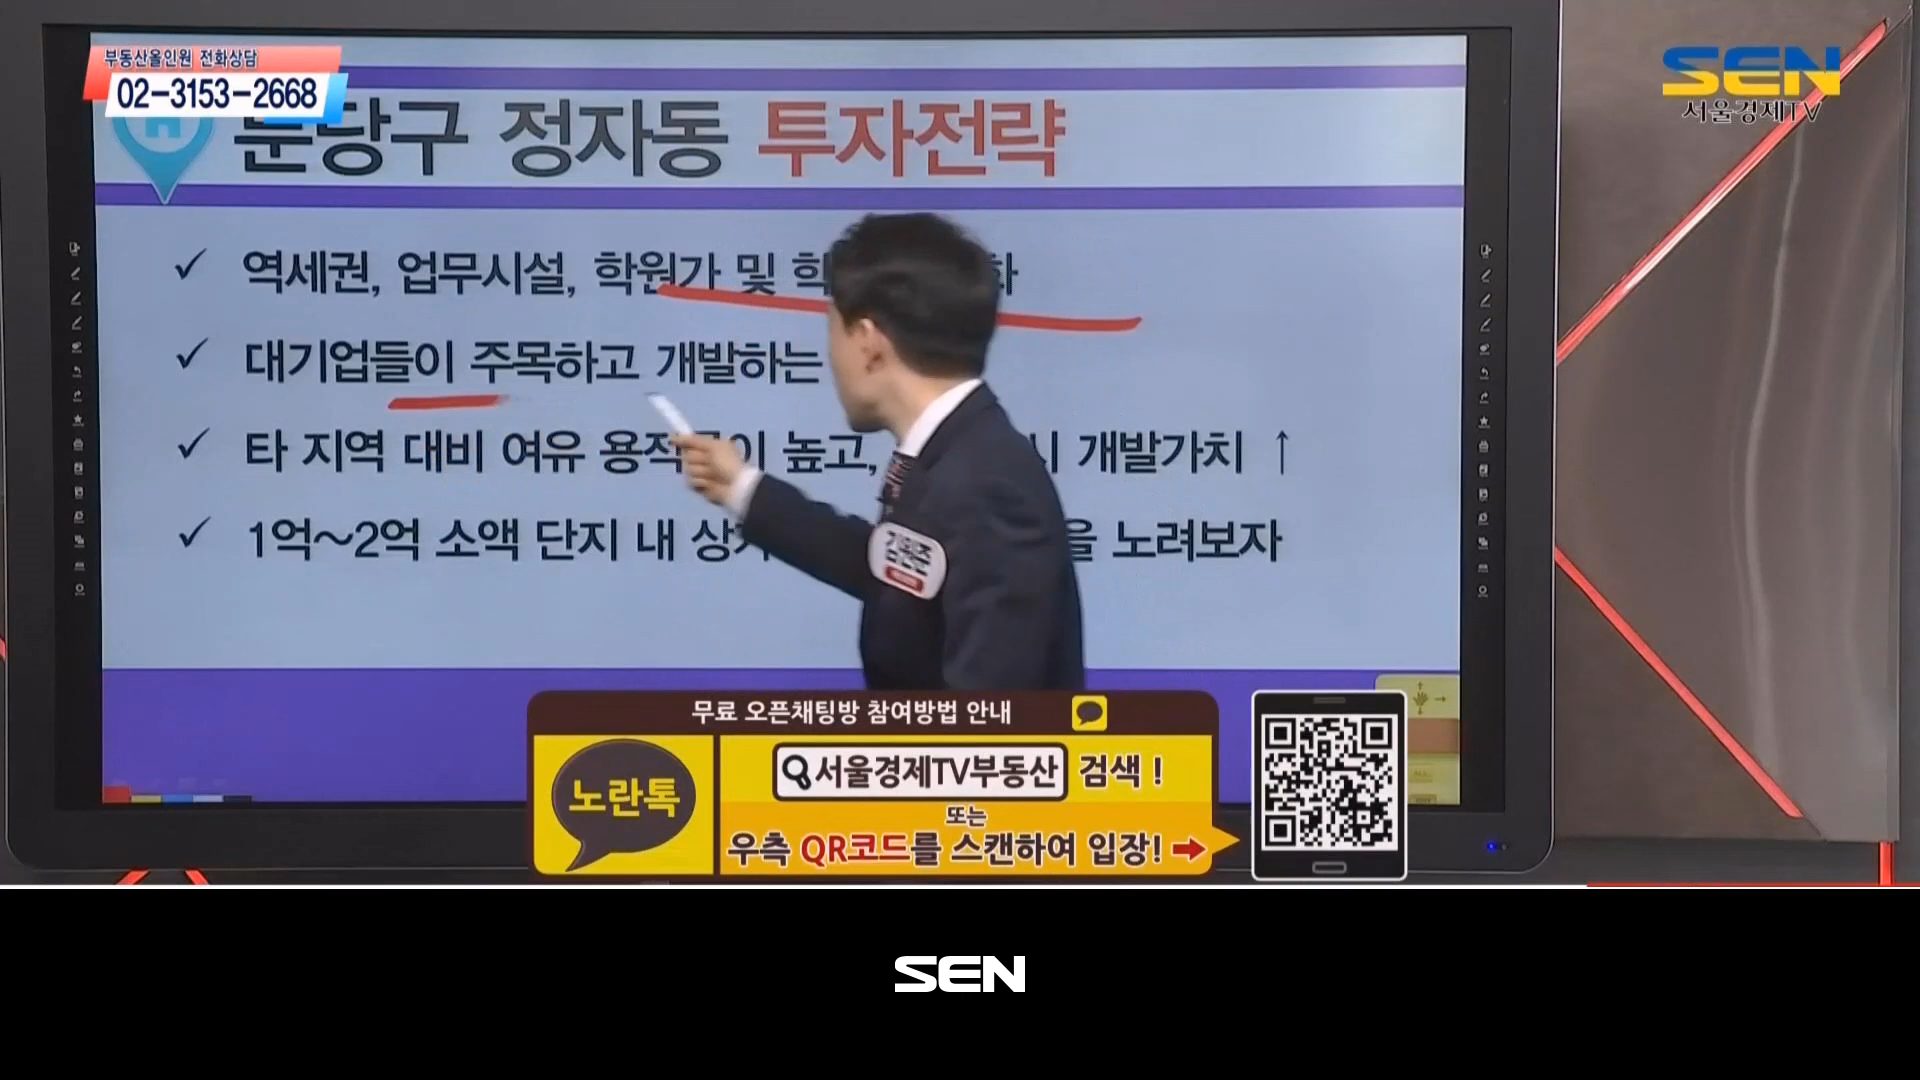 부동산올인원 전화상담
02-3153-2668
SEN
서울경제TV
분당구 정자동 투자전략
✓ 역세권, 업무시설, 학원가 및
✓ 대기업들이 주목하고 개발하는
✓ 타 지역 대비 여유 높고, 개발가치 ↑
✓ 1억~2억 소액 단지 내 노려보자
김원준
무료 오픈채팅방 참여방법 안내
노란톡
서울경제TV부동산 검색 !
또는
우측 QR코드를 스캔하여 입장!
SEN